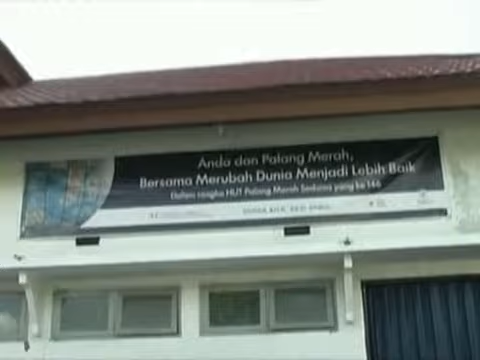 Anda dan Palang Merah,
Bersama Merubah Dunia Menjadi Lebih Baik
Dalam rangka HUT Palang Merah Sedunia yang ke 146